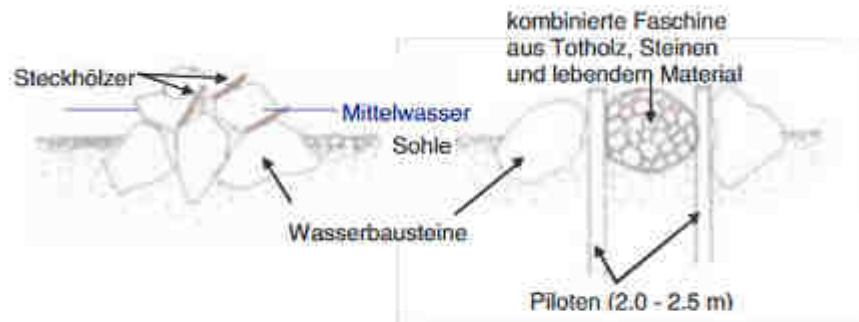 kombinierte Faschine
aus Totholz, Steinen
und lebendem Material
Steckhölzer
Mittelwasser
Sohle
Wasserbausteine
Piloten (2.0 - 2.5 m)